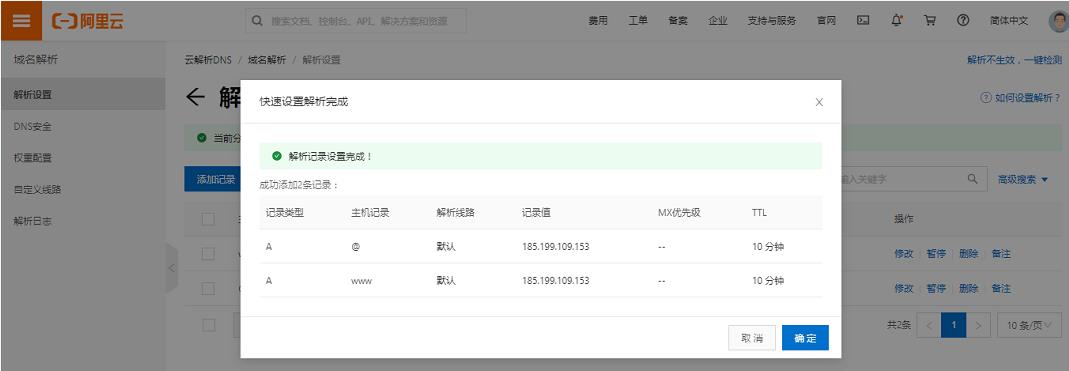 阿里云
搜索文档、控制台、API、解决方案和资源
费用 工单 备案 企业 支持与服务 官网 简体中文
域名解析
云解析DNS / 域名解析 / 解析设置
解析不生效，一键检测
解析设置
DNS安全
权重配置
自定义线路
解析日志
解
如何设置解析？
当前分
添加记录
输入关键字
高级搜索
操作
修改 暂停 删除 备注
修改 暂停 删除 备注
共2条 < 1 > 10 条/页
快速设置解析完成
解析记录设置完成！
成功添加2条记录：
记录类型 主机记录 解析线路 记录值 MX优先级 TTL
A @ 默认 185.199.109.153 -- 10 分钟
A www 默认 185.199.109.153 -- 10 分钟
取消 确定